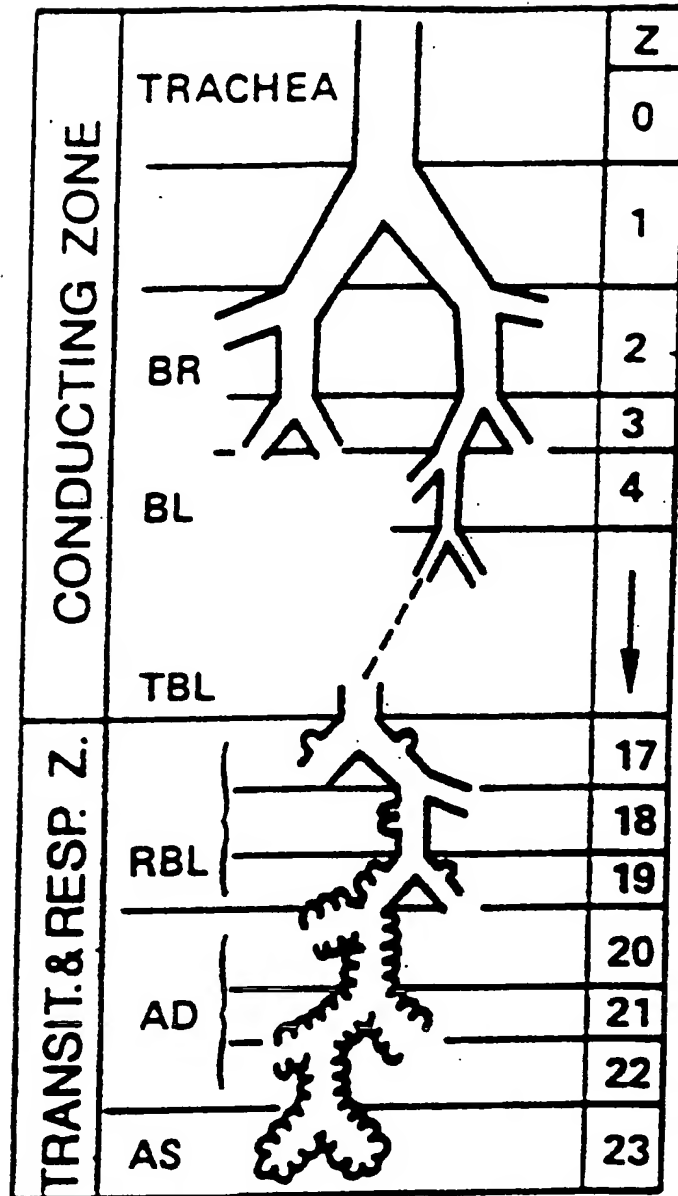 Z
TRACHEA
0
CONDUCTING ZONE
1
BR
2
3
BL
4
TBL
TRANSIT. & RESP. Z.
17
RBL
18
19
20
AD
21
22
AS
23